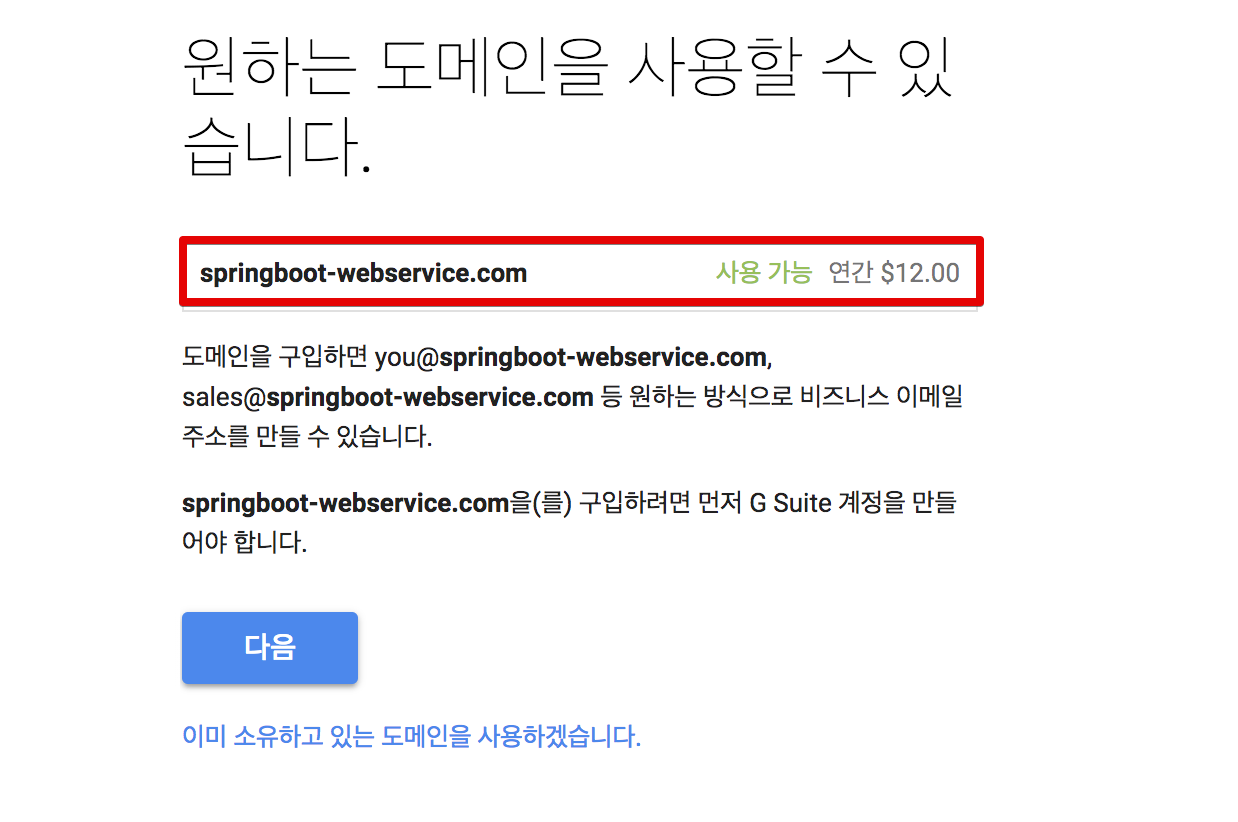 원하는 도메인을 사용할 수 있
습니다.
springboot-webservice.com 사용 가능 연간 $12.00
도메인을 구입하면 you@springboot-webservice.com,
sales@springboot-webservice.com 등 원하는 방식으로 비즈니스 이메일
주소를 만들 수 있습니다.
springboot-webservice.com을(를) 구입하려면 먼저 G Suite 계정을 만들
어야 합니다.
다음
이미 소유하고 있는 도메인을 사용하겠습니다.